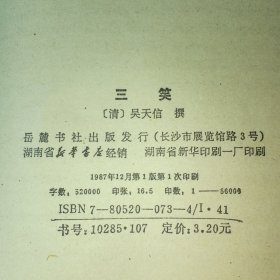 三笑
〔清〕吴天信 撰
岳麓书社出版发行（长沙市展览馆路3号）
湖南省新华书店经销 湖南省新华印刷一厂印刷
1987年12月第1版第1次印刷
字数：520000 印张：16.5 印数：1—56000
ISBN7—80520—073—4/I·41
书号：10285·107 定价：3.20元